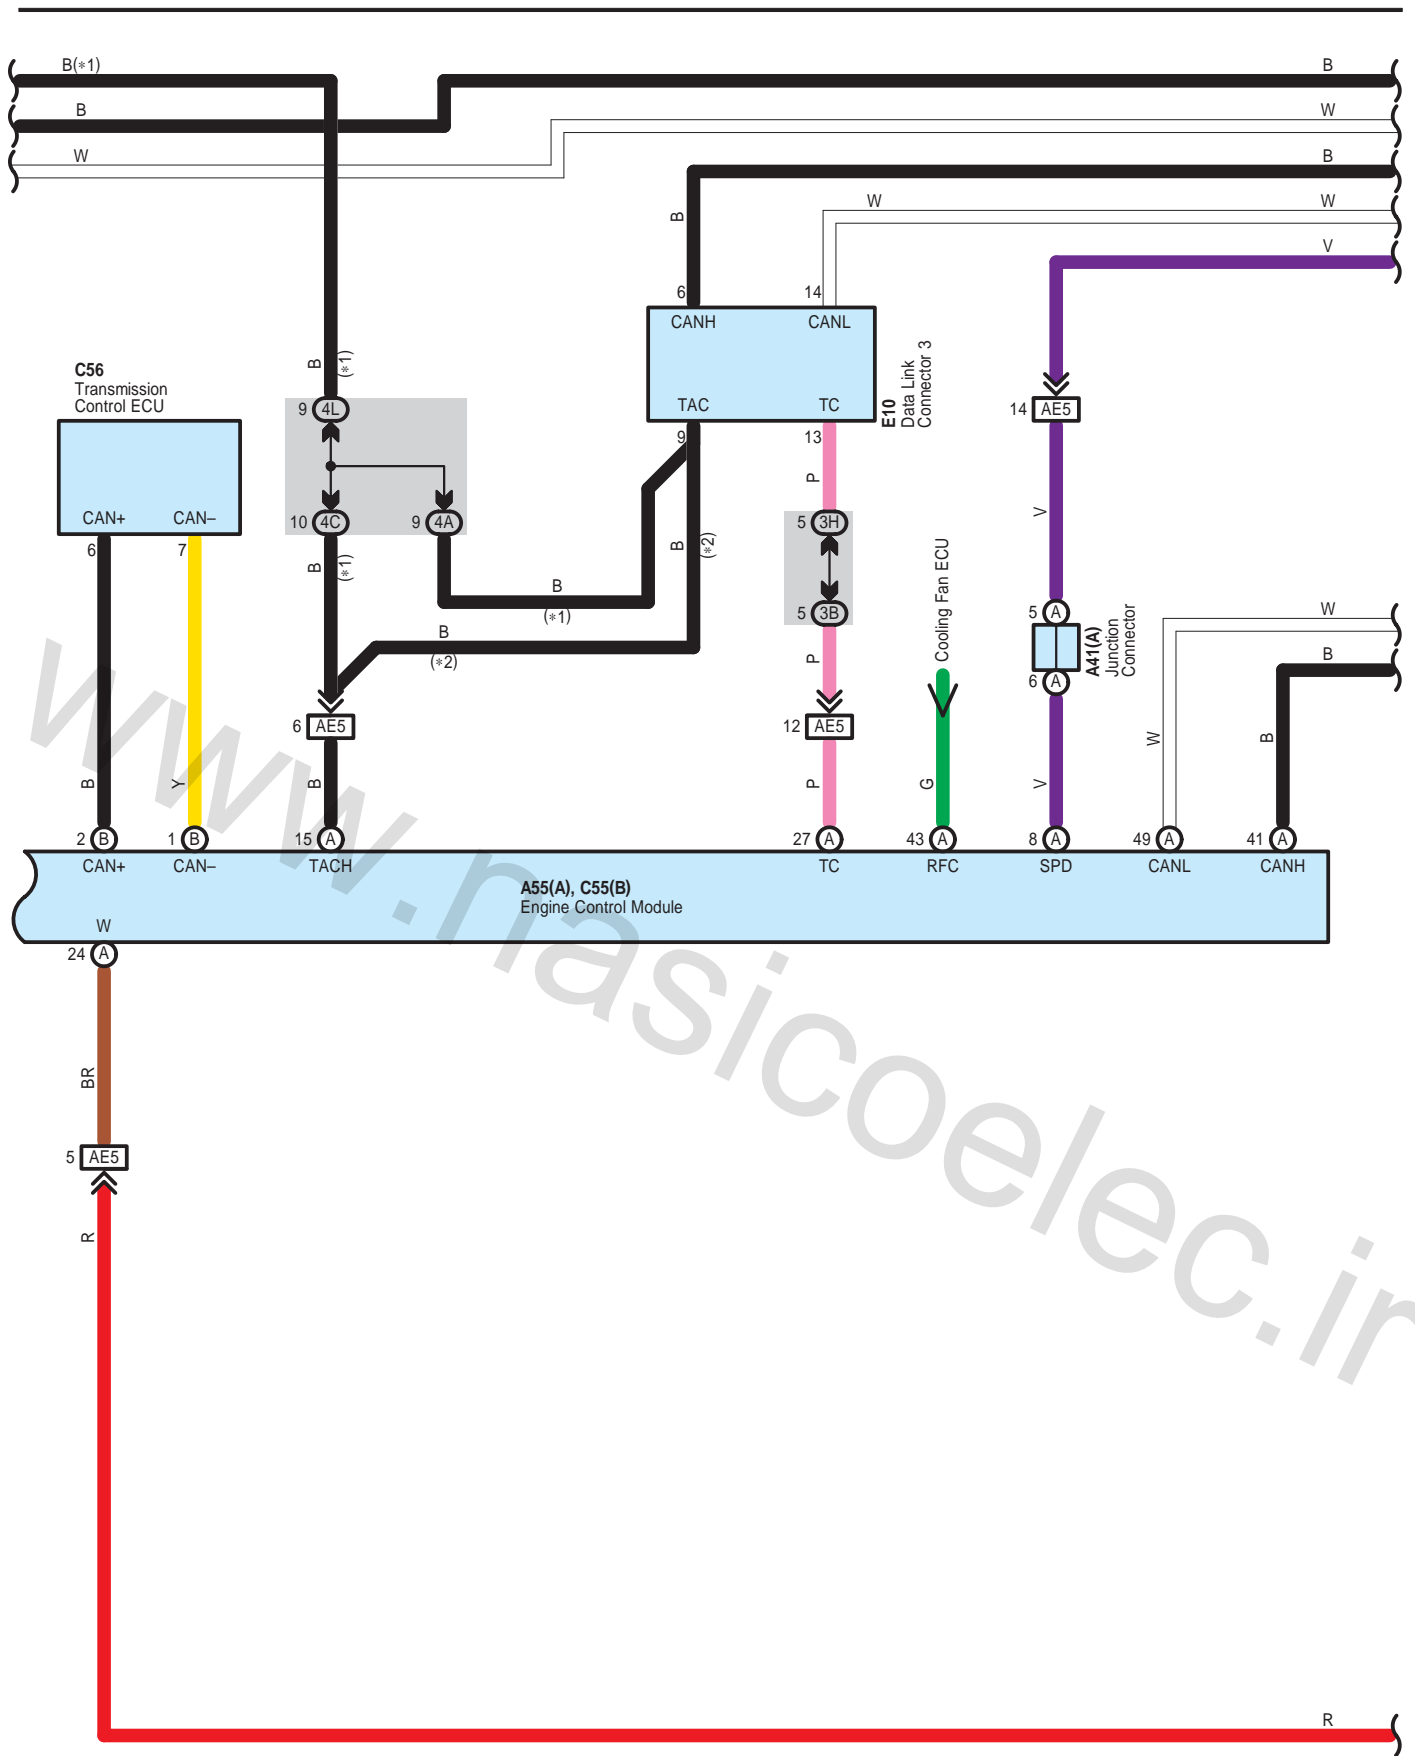 B(*1)
B
B
W
W
B
B
W
W
V
6
14
CANH
CANL
C56
Transmission
Control ECU
B
(*1)
E10
Data Link
Connector 3
TAC
TC
9
4L
14
AE5
9
13
P
CAN+
CAN–
10
4C
9
4A
B
(*2)
5
3H
V
6
7
B
(*1)
B
(*1)
Cooling Fan ECU
5
A
5
3B
A41(A)
Junction
Connector
6
A
W
B
B
(*2)
P
6
AE5
12
AE5
W
B
B
Y
B
P
G
V
2
B
1
B
15
A
27
A
43
A
8
A
49
A
41
A
CAN+
CAN–
TACH
TC
RFC
SPD
CANL
CANH
A55(A), C55(B)
Engine Control Module
W
24
A
BR
5
AE5
R
R
www.nasicoelec.ir